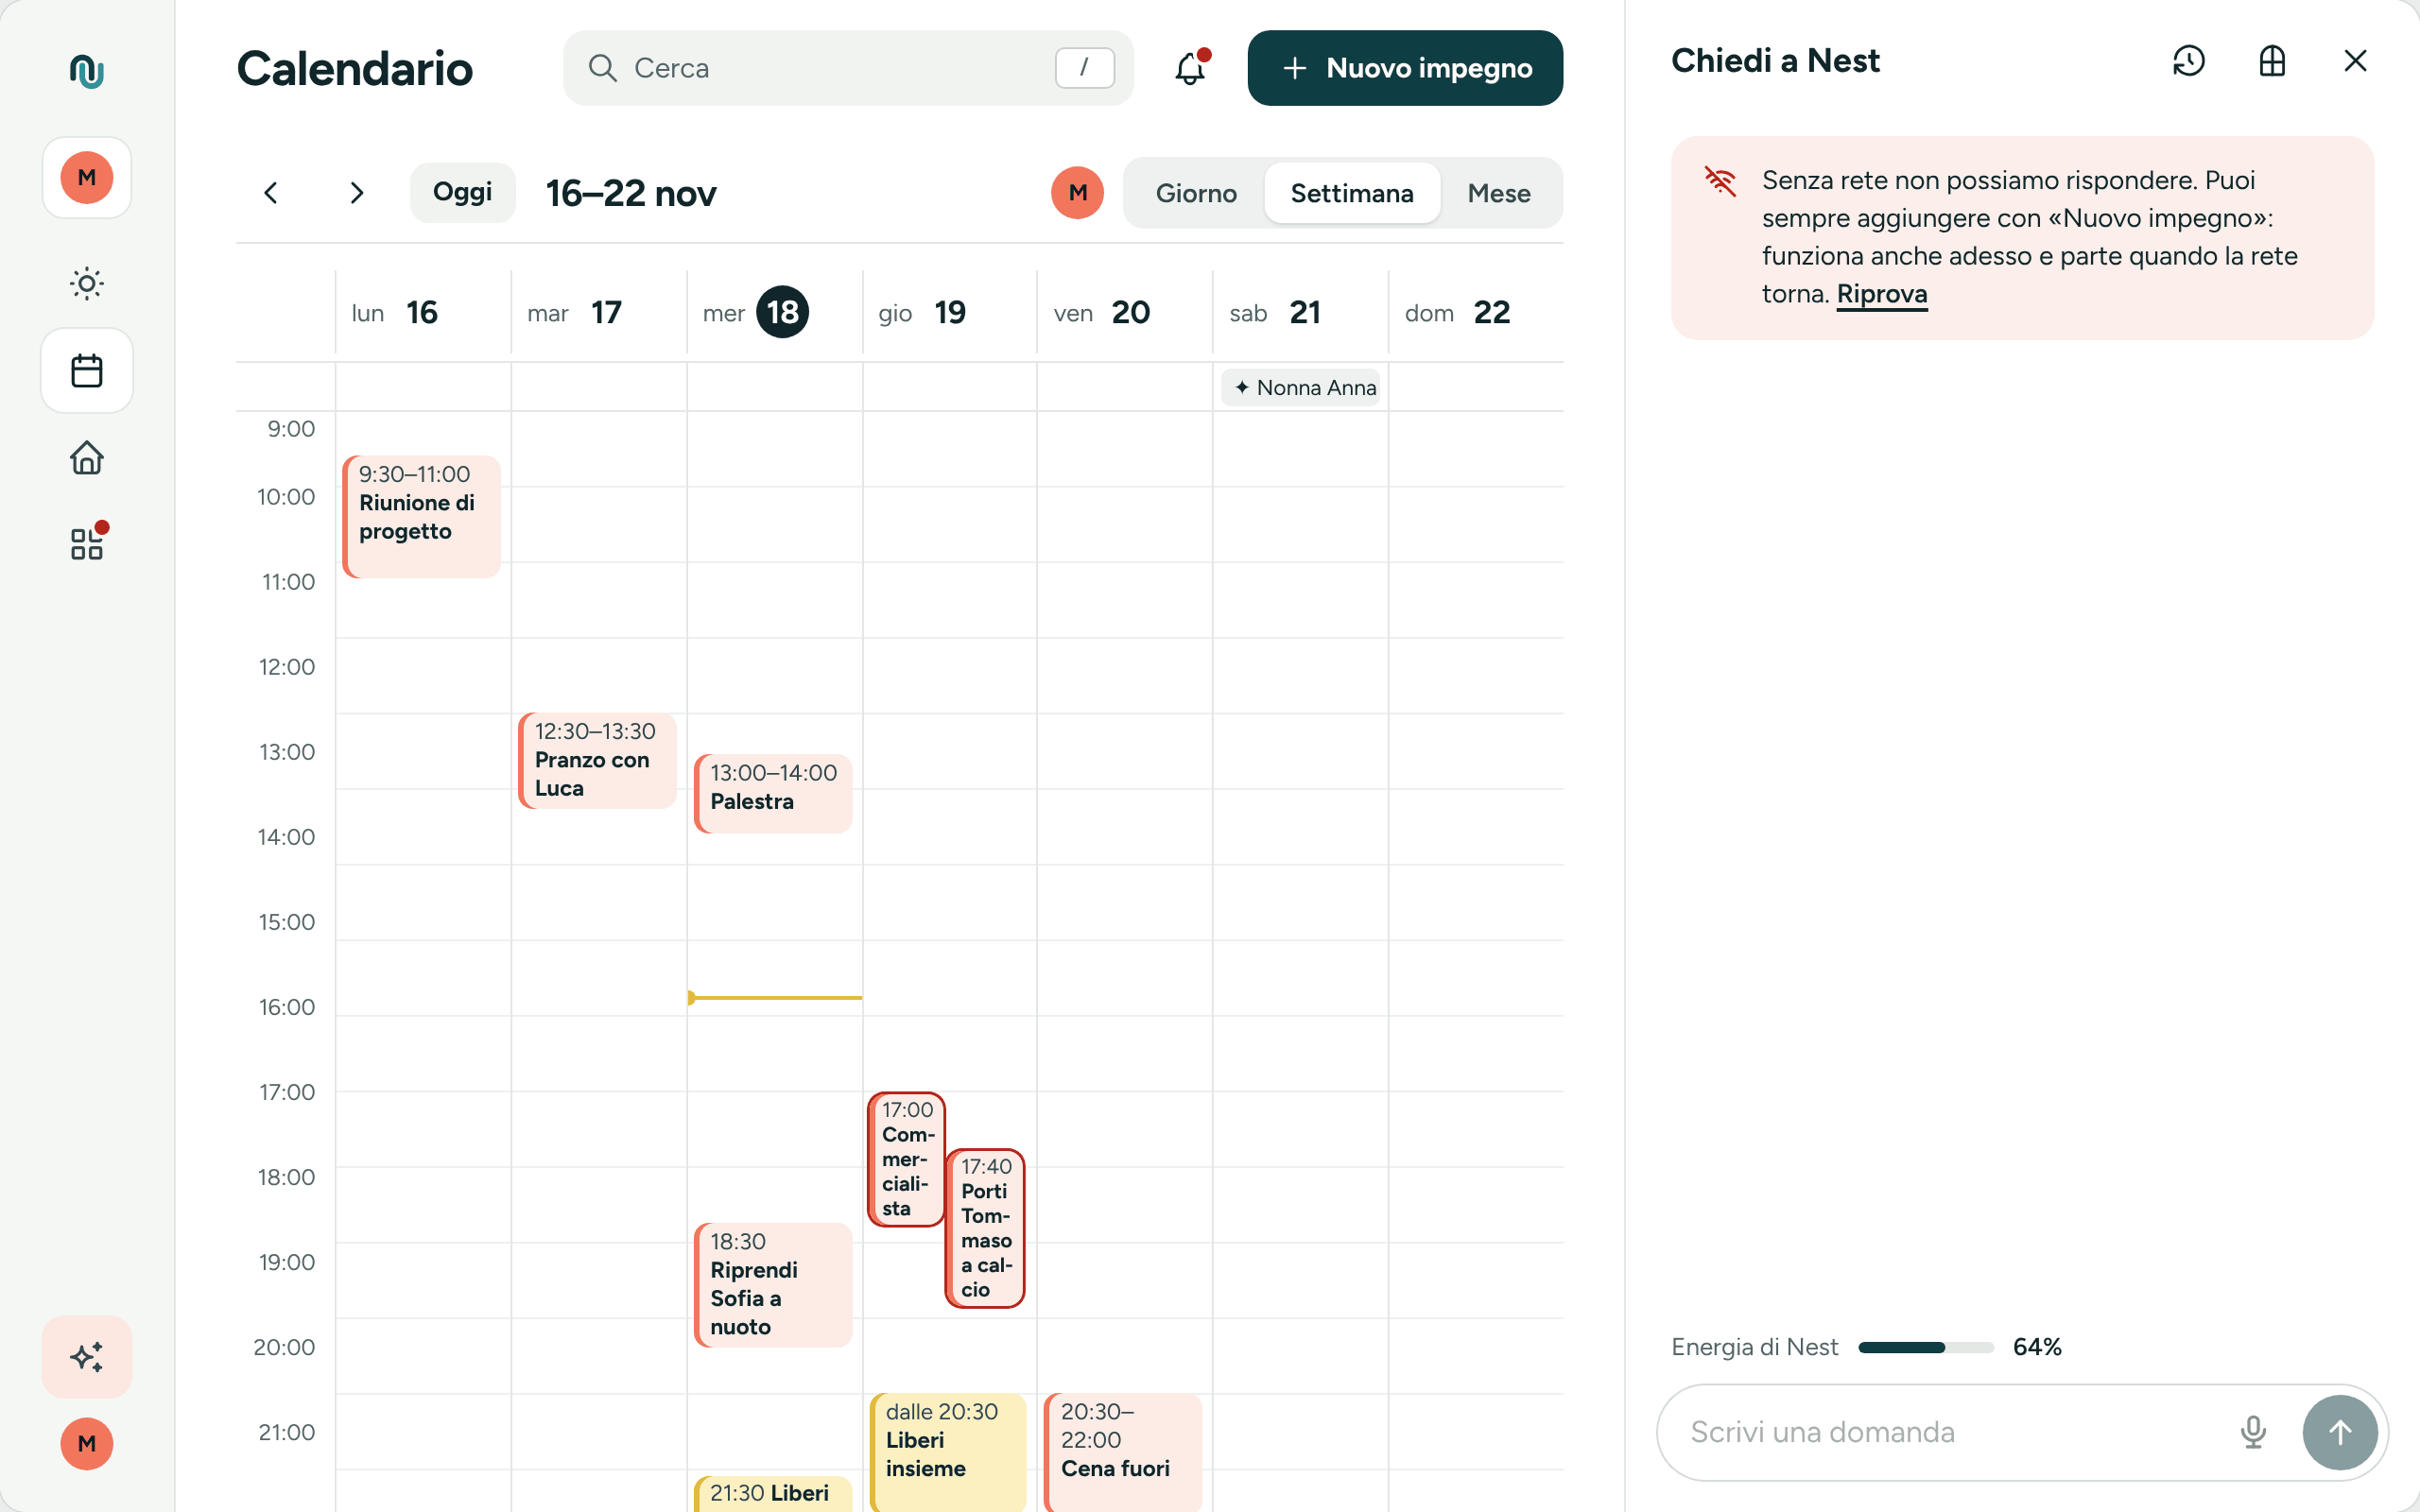 Calendario
Cerca
/
Nuovo impegno
M
Oggi
16–22 nov
M
Giorno
Settimana
Mese
lun 16
mar 17
mer 18
gio 19
ven 20
sab 21
dom 22
Nonna Anna
9:00
10:00
11:00
12:00
13:00
14:00
15:00
16:00
17:00
18:00
19:00
20:00
21:00
9:30–11:00
Riunione di
progetto
12:30–13:30
Pranzo con
Luca
13:00–14:00
Palestra
18:30
Riprendi
Sofia a
nuoto
21:30 Liberi
17:00
Com-
mer-
ciali-
sta
17:40
Porti
Tom-
maso
a cal-
cio
dalle 20:30
Liberi
insieme
20:30–
22:00
Cena fuori
M
Chiedi a Nest
Senza rete non possiamo rispondere. Puoi
sempre aggiungere con «Nuovo impegno»:
funziona anche adesso e parte quando la rete
torna. Riprova
Energia di Nest 64%
Scrivi una domanda